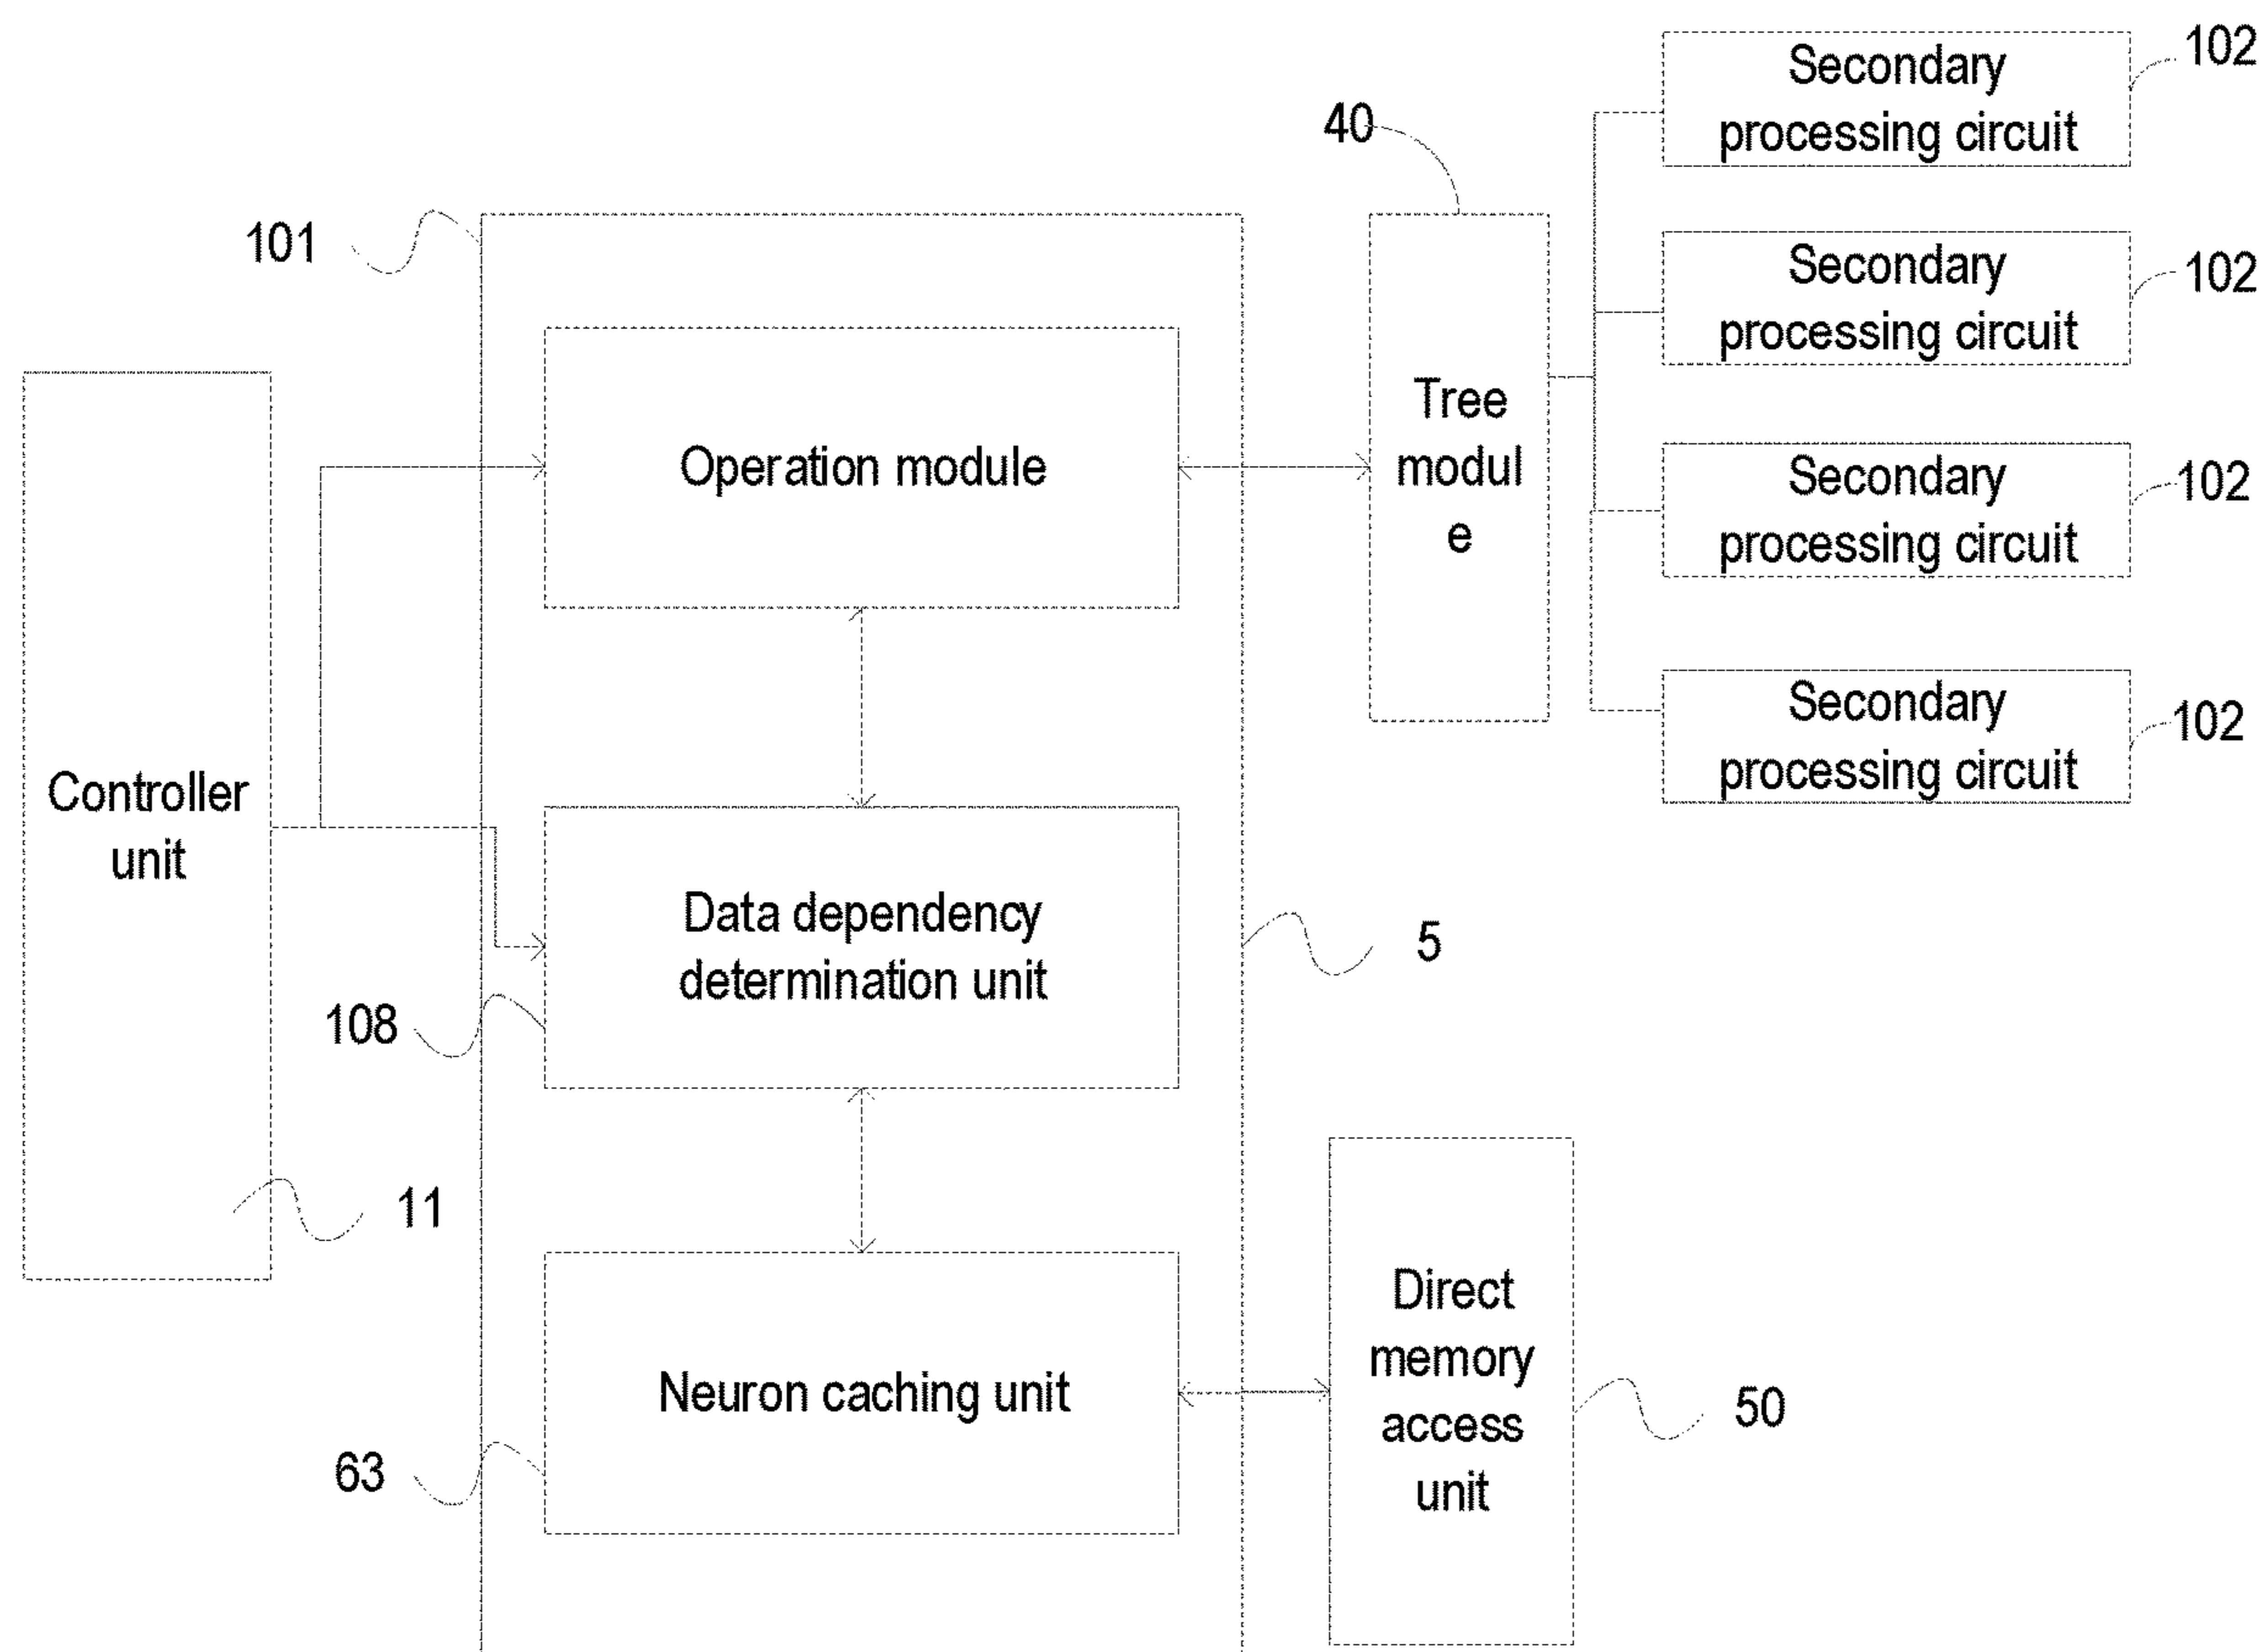 Secondary
processing circuit
102
40
Secondary
processing circuit
102
101
Tree
modul
e
Operation module
Secondary
processing circuit
102
Secondary
processing circuit
102
Controller
unit
Data dependency
determination unit
5
108
11
Direct
memory
access
unit
Neuron caching unit
50
63